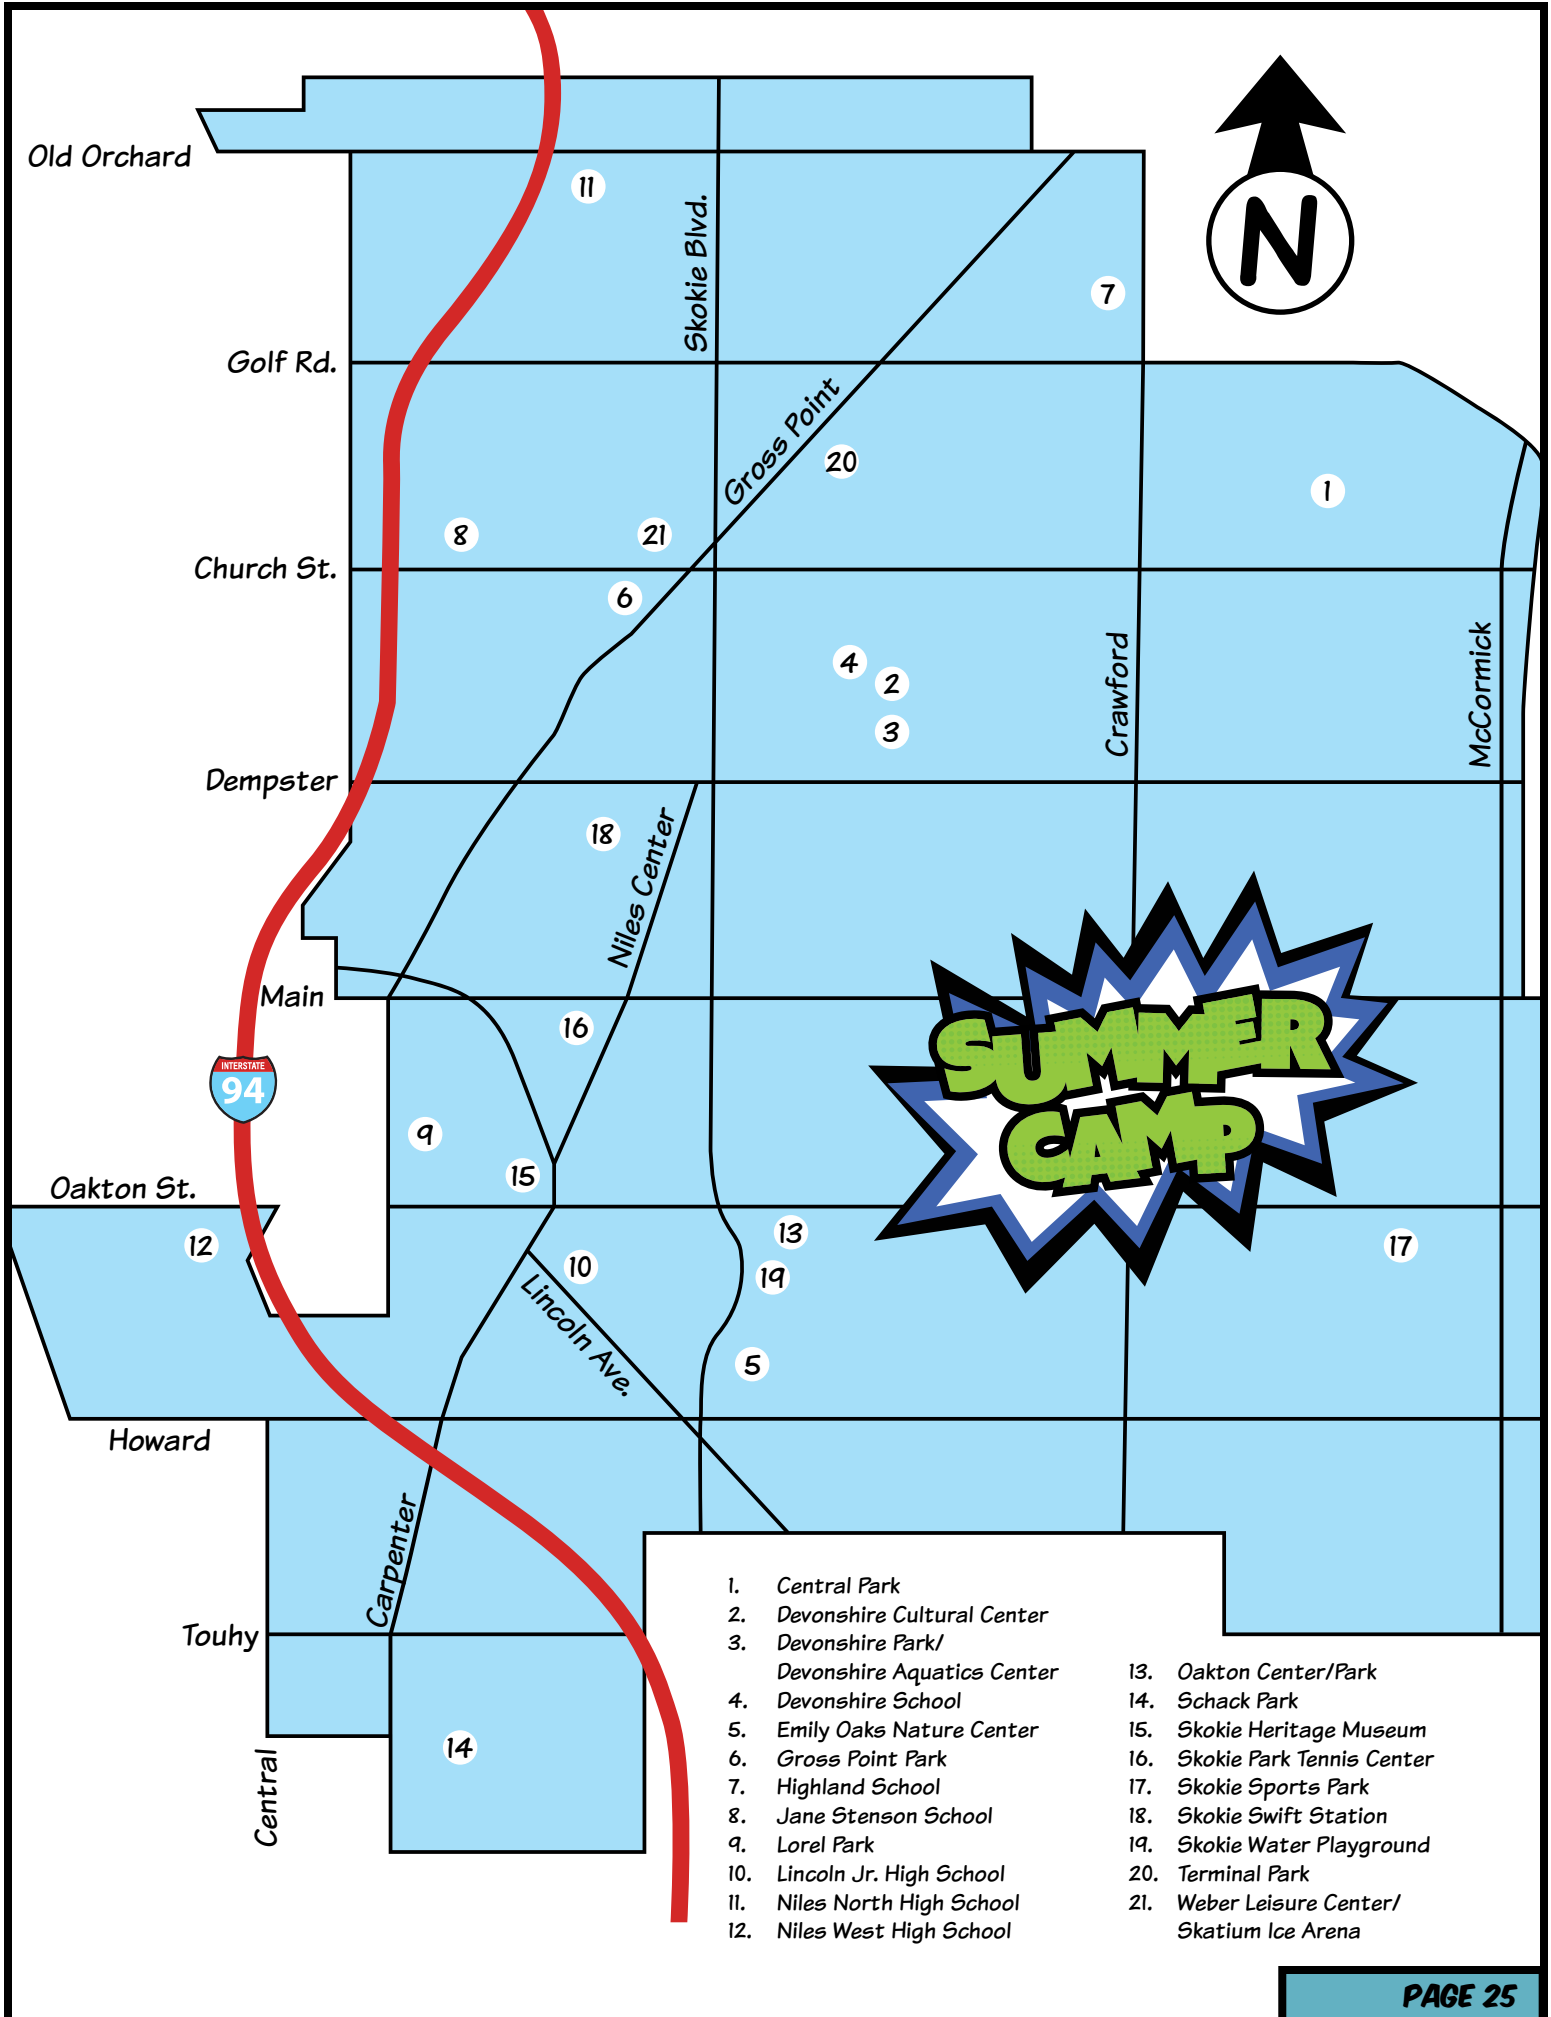 Old Orchard
11
Skokie Blvd.
N
7
Golf Rd.
Gross Point
20
1
8
21
Church St.
6
4
2
3
Crawford
McCormick
Dempster
18
Niles Center
Main
16
SUMMER
CAMP
INTERSTATE
94
9
15
Oakton St.
12
13
17
10
19
Lincoln Ave.
5
Howard
Carpenter
Touhy
14
Central
1. Central Park
2. Devonshire Cultural Center
3. Devonshire Park/
Devonshire Aquatics Center
4. Devonshire School
5. Emily Oaks Nature Center
6. Gross Point Park
7. Highland School
8. Jane Stenson School
9. Lorel Park
10. Lincoln Jr. High School
11. Niles North High School
12. Niles West High School
13. Oakton Center/Park
14. Schack Park
15. Skokie Heritage Museum
16. Skokie Park Tennis Center
17. Skokie Sports Park
18. Skokie Swift Station
19. Skokie Water Playground
20. Terminal Park
21. Weber Leisure Center/
Skatium Ice Arena
PAGE 25